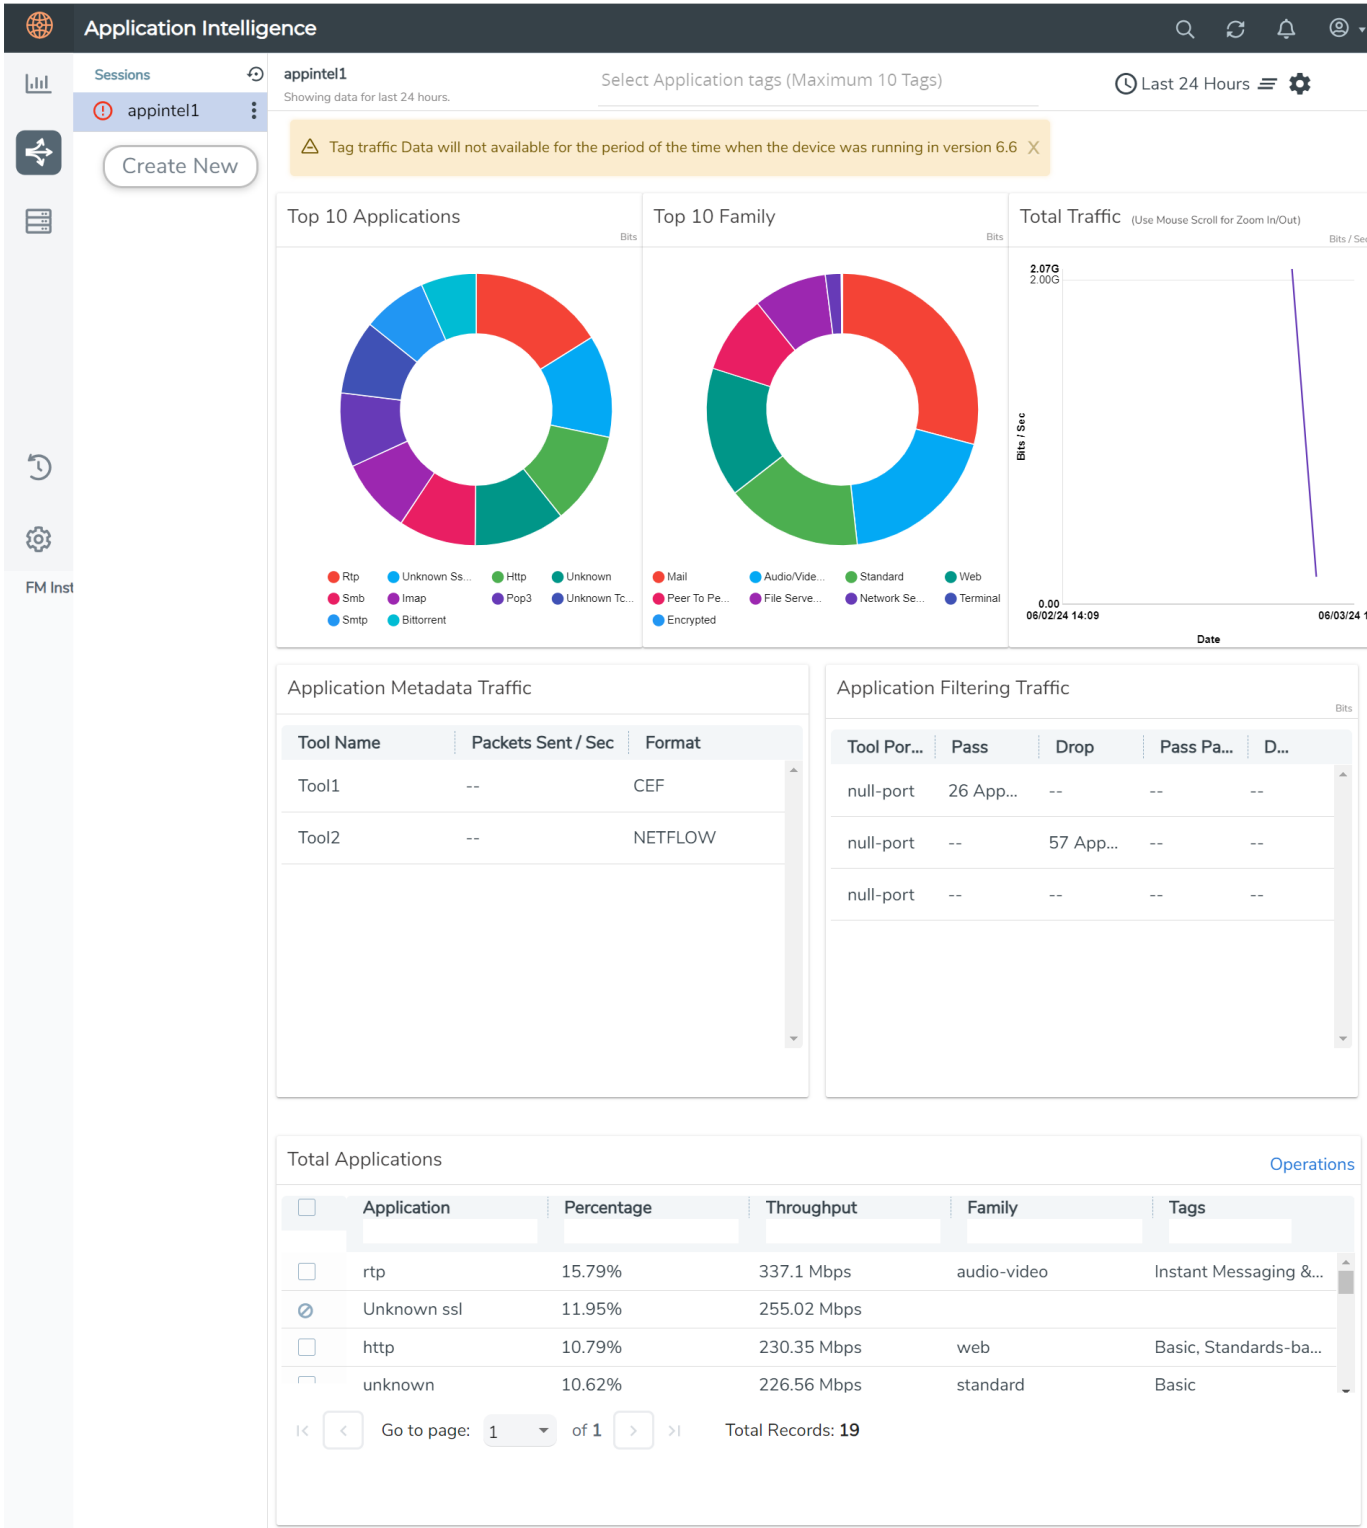 Application Intelligence
Sessions
appintel1
Create New
FM Inst
appintel1
Showing data for last 24 hours.
Select Application tags (Maximum 10 Tags)
Last 24 Hours
Tag traffic Data will not available for the period of the time when the device was running in version 6.6 X
Top 10 Applications
Bits
Rtp Unknown Ss... Http Unknown
Smb Imap Pop3 Unknown Tc...
Smtp Bittorrent
Top 10 Family
Bits
Mail Audio/Vide... Standard Web
Peer To Pe... File Serve... Network Se... Terminal
Encrypted
Total Traffic (Use Mouse Scroll for Zoom In/Out)
Bits / Sec
2.07G
2.00G
Bits / Sec
0.00
06/02/24 14:09 06/03/24 1
Date
Application Metadata Traffic
Tool Name Packets Sent / Sec Format
Tool1 -- CEF
Tool2 -- NETFLOW
Application Filtering Traffic
Bits
Tool Por... Pass Drop Pass Pa... D...
null-port 26 App... -- -- --
null-port -- 57 App... -- --
null-port -- -- -- --
Total Applications
Operations
Application Percentage Throughput Family Tags
rtp 15.79% 337.1 Mbps audio-video Instant Messaging &...
Unknown ssl 11.95% 255.02 Mbps
http 10.79% 230.35 Mbps web Basic, Standards-ba...
unknown 10.62% 226.56 Mbps standard Basic
Go to page: 1 of 1 Total Records: 19